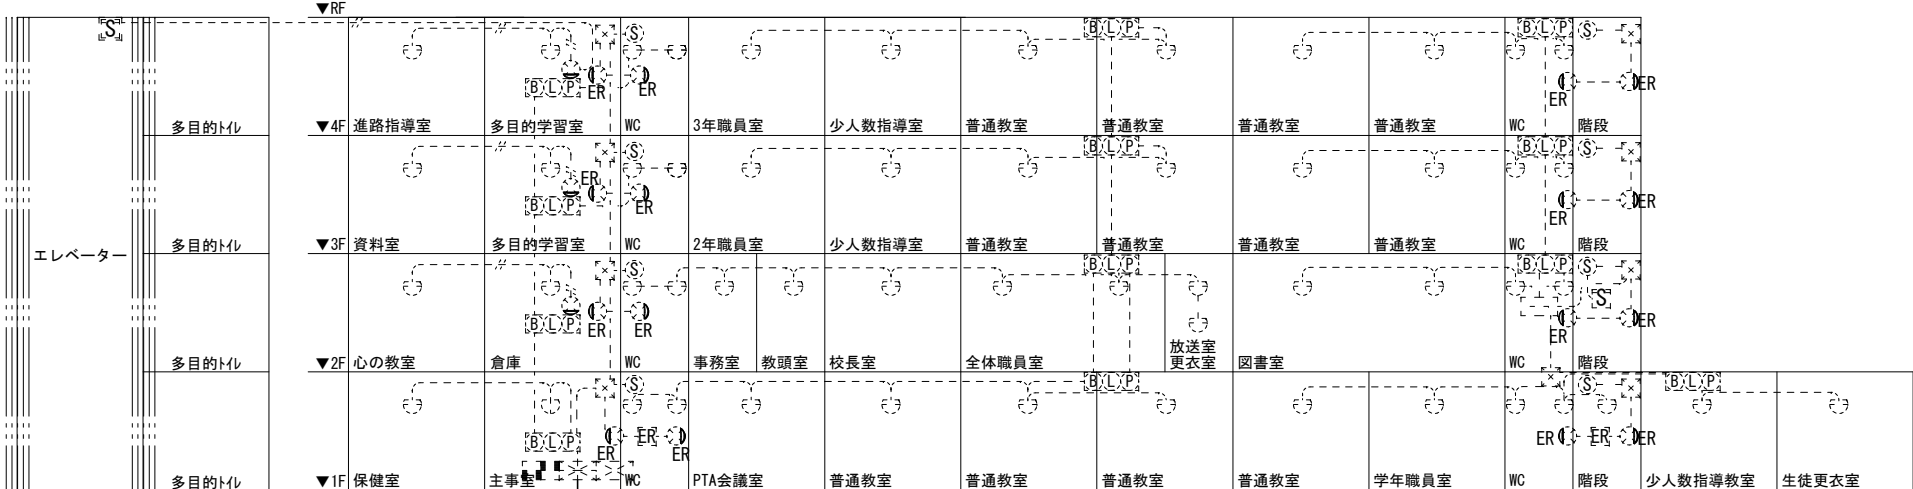 ▼RF
S
S
B L P
B L P
S
B L P
ER
ER
ER
ER
多目的ﾄｲﾚ
▼4F 進路指導室 多目的学習室 WC 3年職員室 少人数指導室 普通教室 普通教室 普通教室 普通教室 WC 階段
S
B L P
B L P
S
ER
B L P
ER
ER
ER
エレベーター
多目的ﾄｲﾚ
▼3F 資料室 多目的学習室 WC 2年職員室 少人数指導室 普通教室 普通教室 普通教室 普通教室 WC 階段
S
B L P
B L P
S
S
B L P
ER
ER
ER
ER
放送室
多目的ﾄｲﾚ
▼2F 心の教室 倉庫 WC 事務室 教頭室 校長室 全体職員室 更衣室 図書室 WC 階段
S
B L P
S
B L P
B L P
ER
ER
ER
ER
ER
ER
多目的ﾄｲﾚ
▼1F 保健室 主事室 WC PTA会議室 普通教室 普通教室 普通教室 普通教室 学年職員室 WC 階段 少人数指導教室 生徒更衣室